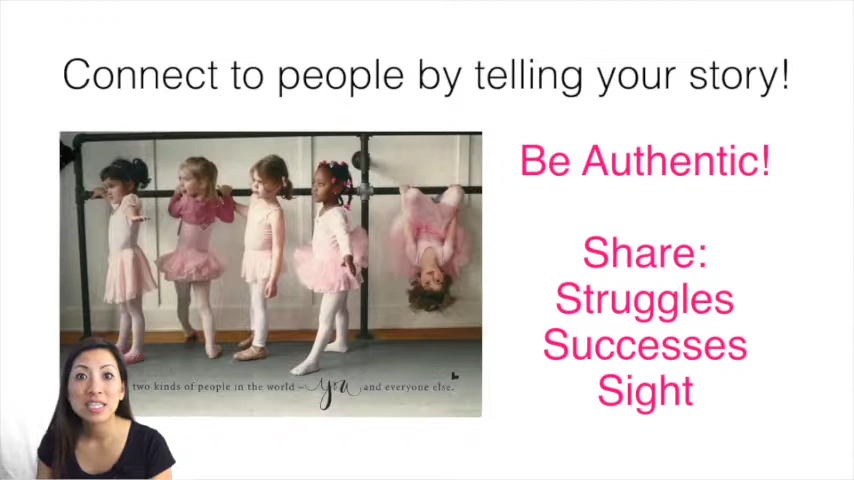 Connect to people by telling your story!
Be Authentic!
Share:
Struggles
Successes
Sight
two kinds of people in the world – you and everyone else.